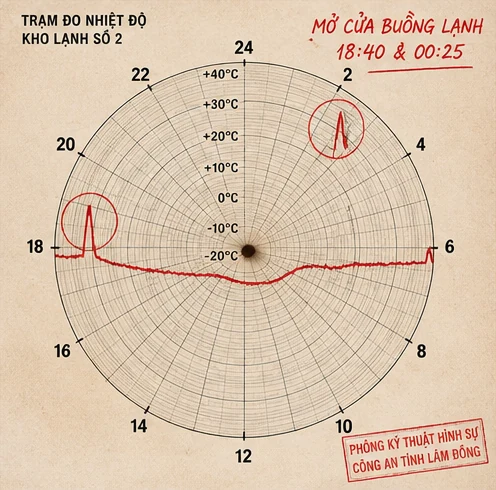 TRẠM ĐO NHIỆT ĐỘ
KHO LẠNH SỐ 2
MỞ CỬA BUỒNG LẠNH
18:40 & 00:25
24
2
4
6
8
10
12
14
16
18
20
22
+40°C
+30°C
+20°C
+10°C
0°C
-10°C
-20°C
PHÒNG KỸ THUẬT HÌNH SỰ
CÔNG AN TỈNH LÂM ĐỒNG